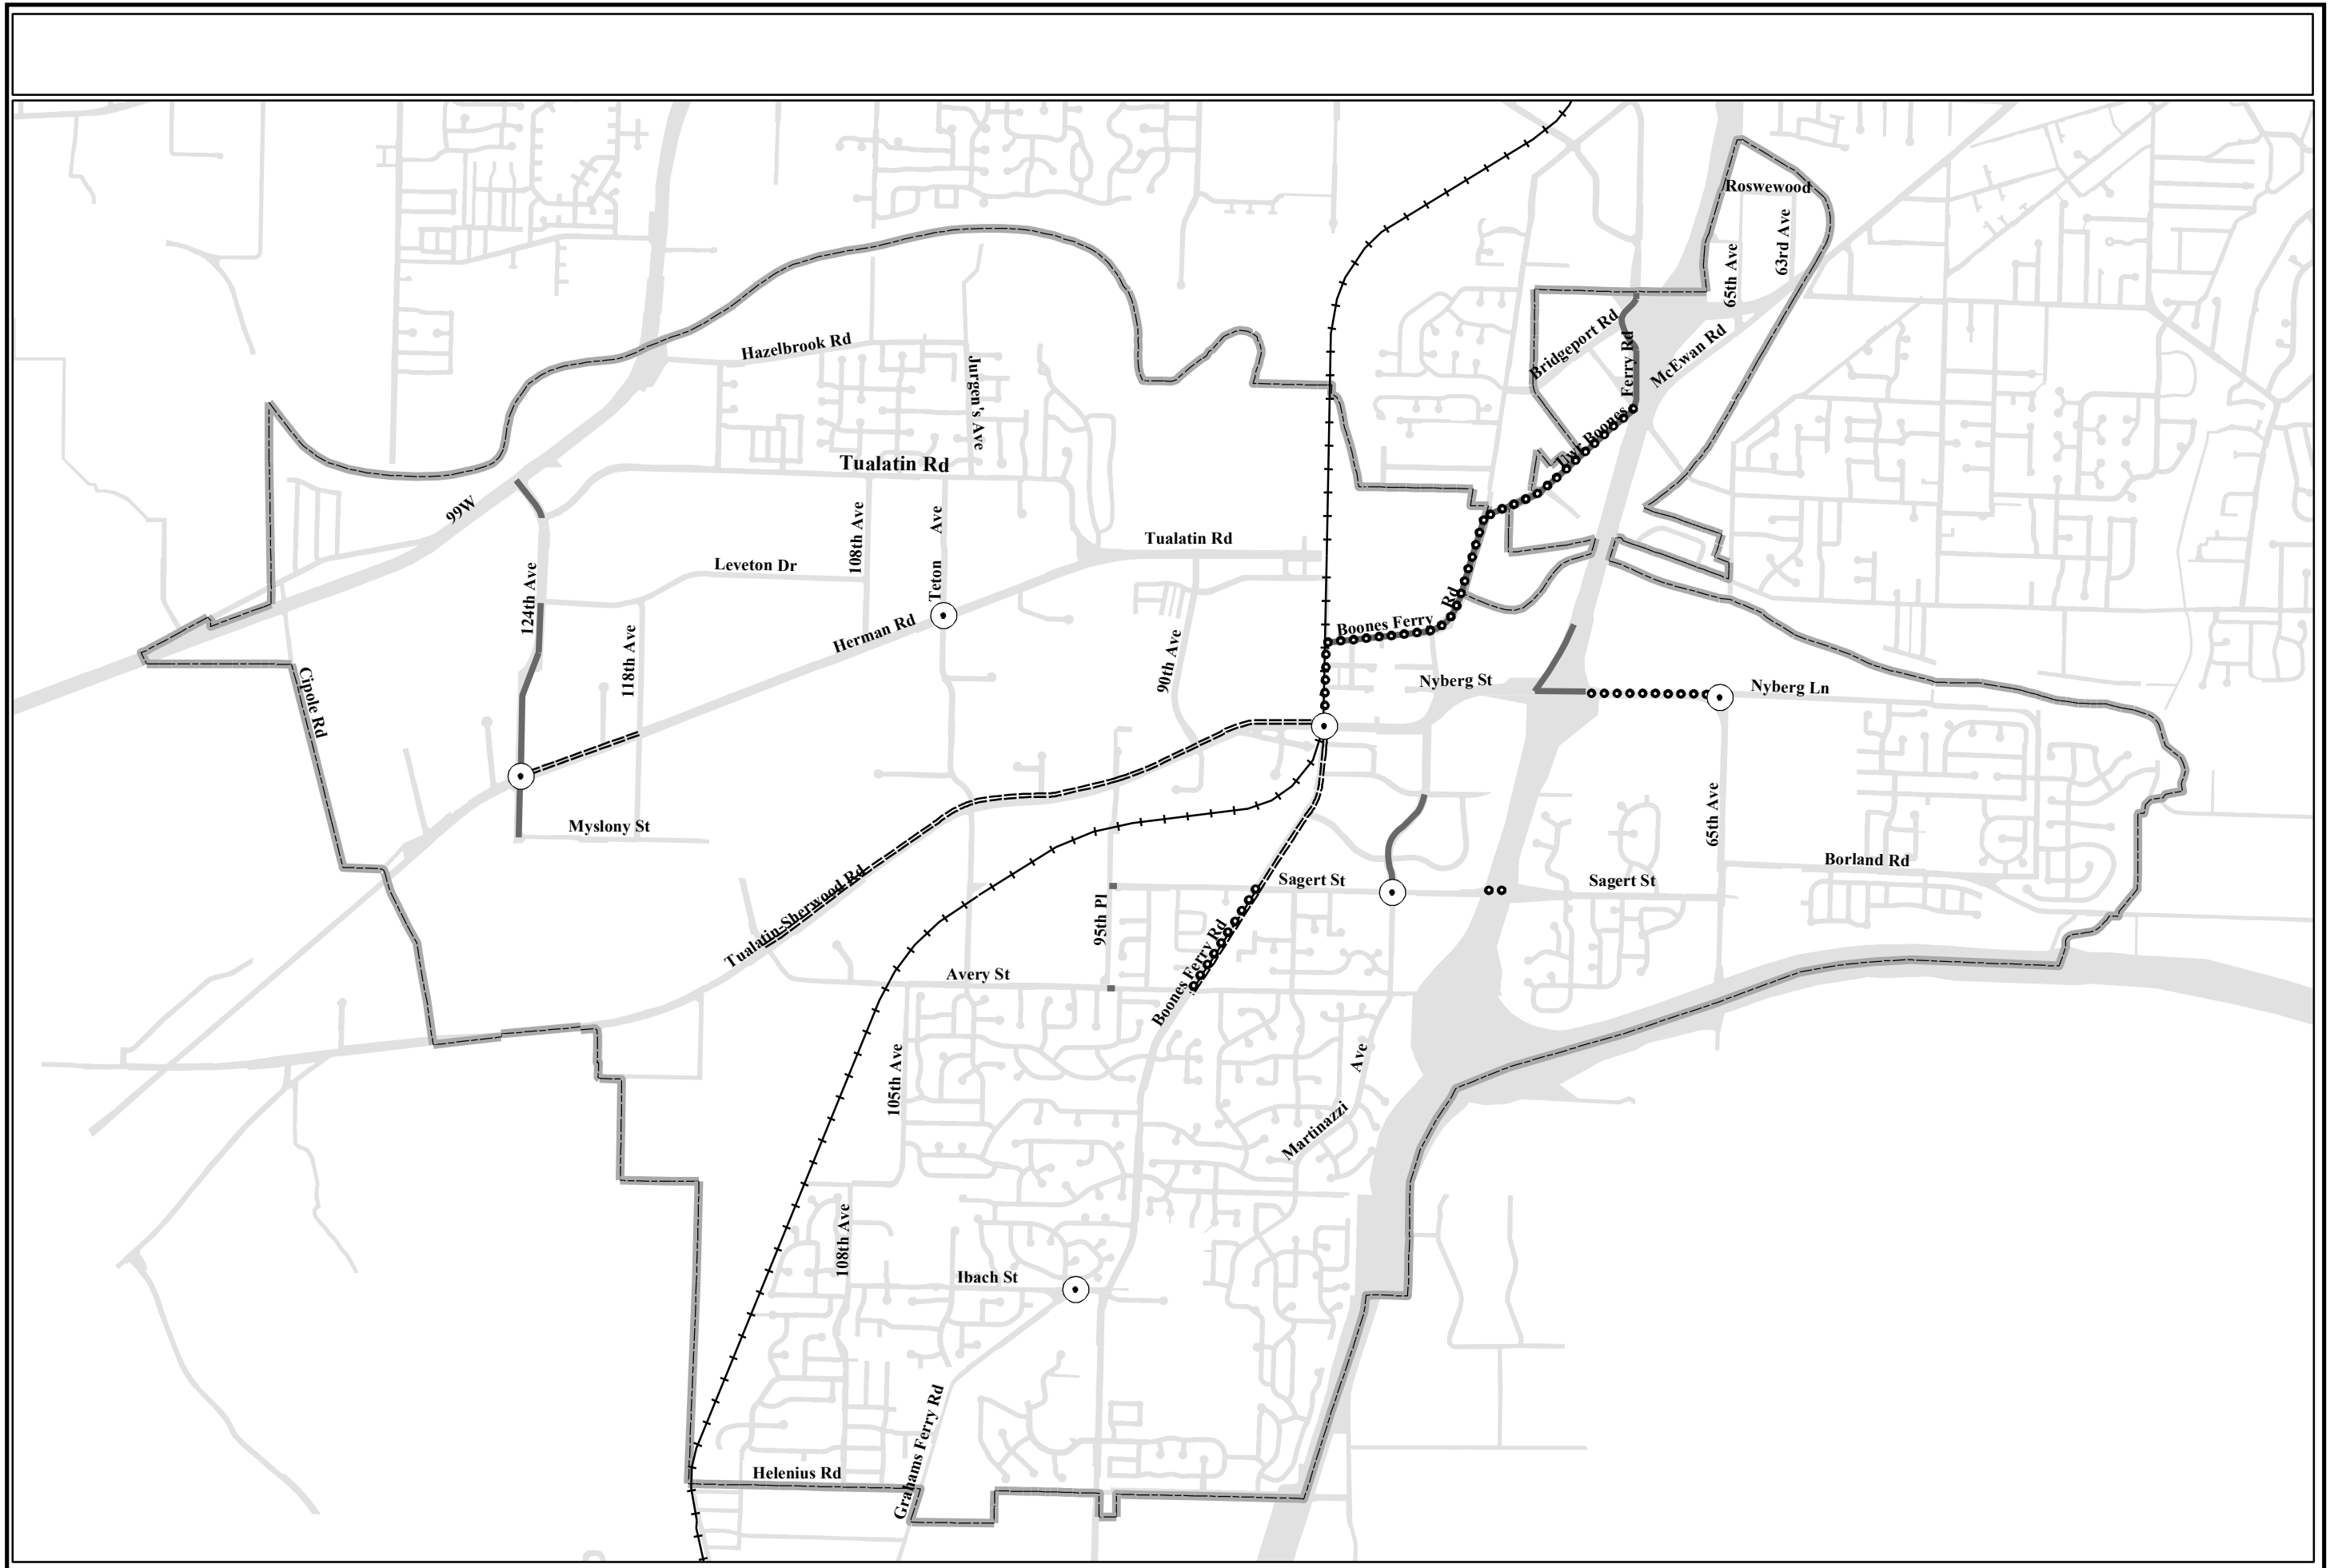 Roswewood
63rd Ave
65th Ave
Bridgeport Rd
McEwan Rd
Hazelbrook Rd
Jurgen's Ave
Lwr Boones Ferry Rd
Tualatin Rd
99W
108th Ave
Teton Ave
Tualatin Rd
Leveton Dr
124th Ave
118th Ave
Herman Rd
Boones Ferry Rd
90th Ave
Cipole Rd
Nyberg St
Nyberg Ln
Myslony St
65th Ave
Borland Rd
Tualatin-Sherwood Rd
Sagert St
Sagert St
95th Pl
Boones Ferry Rd
Avery St
105th Ave
Martinazzi Ave
108th Ave
Ibach St
Grahams Ferry Rd
Helenius Rd